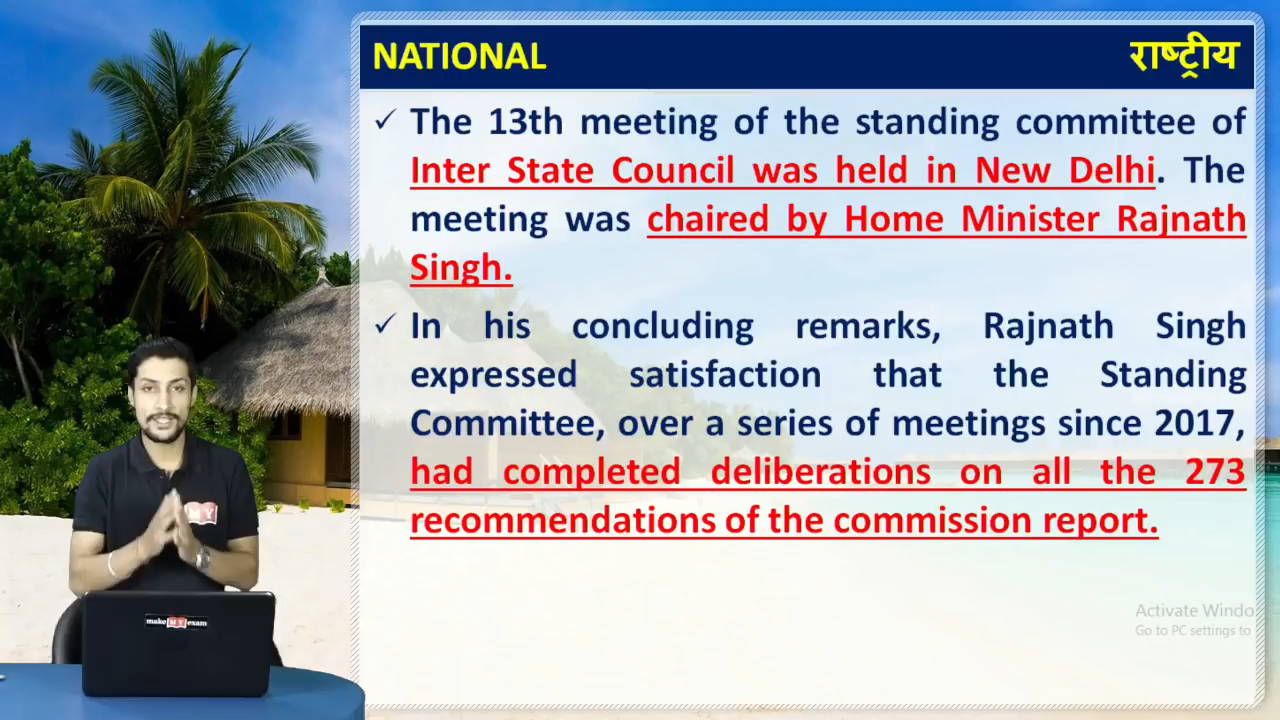 NATIONAL राष्ट्रीय
✓ The 13th meeting of the standing committee of
Inter State Council was held in New Delhi. The
meeting was chaired by Home Minister Rajnath
Singh.
✓ In his concluding remarks, Rajnath Singh
expressed satisfaction that the Standing
Committee, over a series of meetings since 2017,
had completed deliberations on all the 273
recommendations of the commission report.
MY
make MY exam
Activate Windo
Go to PC settings to